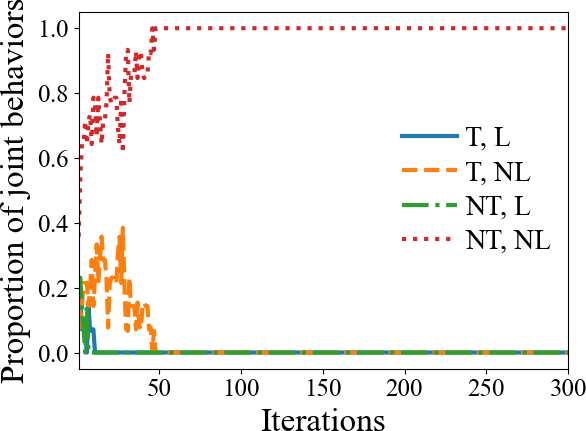 Proportion of joint behaviors
1.0
0.8
0.6
0.4
0.2
0.0
T, L
T, NL
NT, L
NT, NL
50 100 150 200 250 300
Iterations